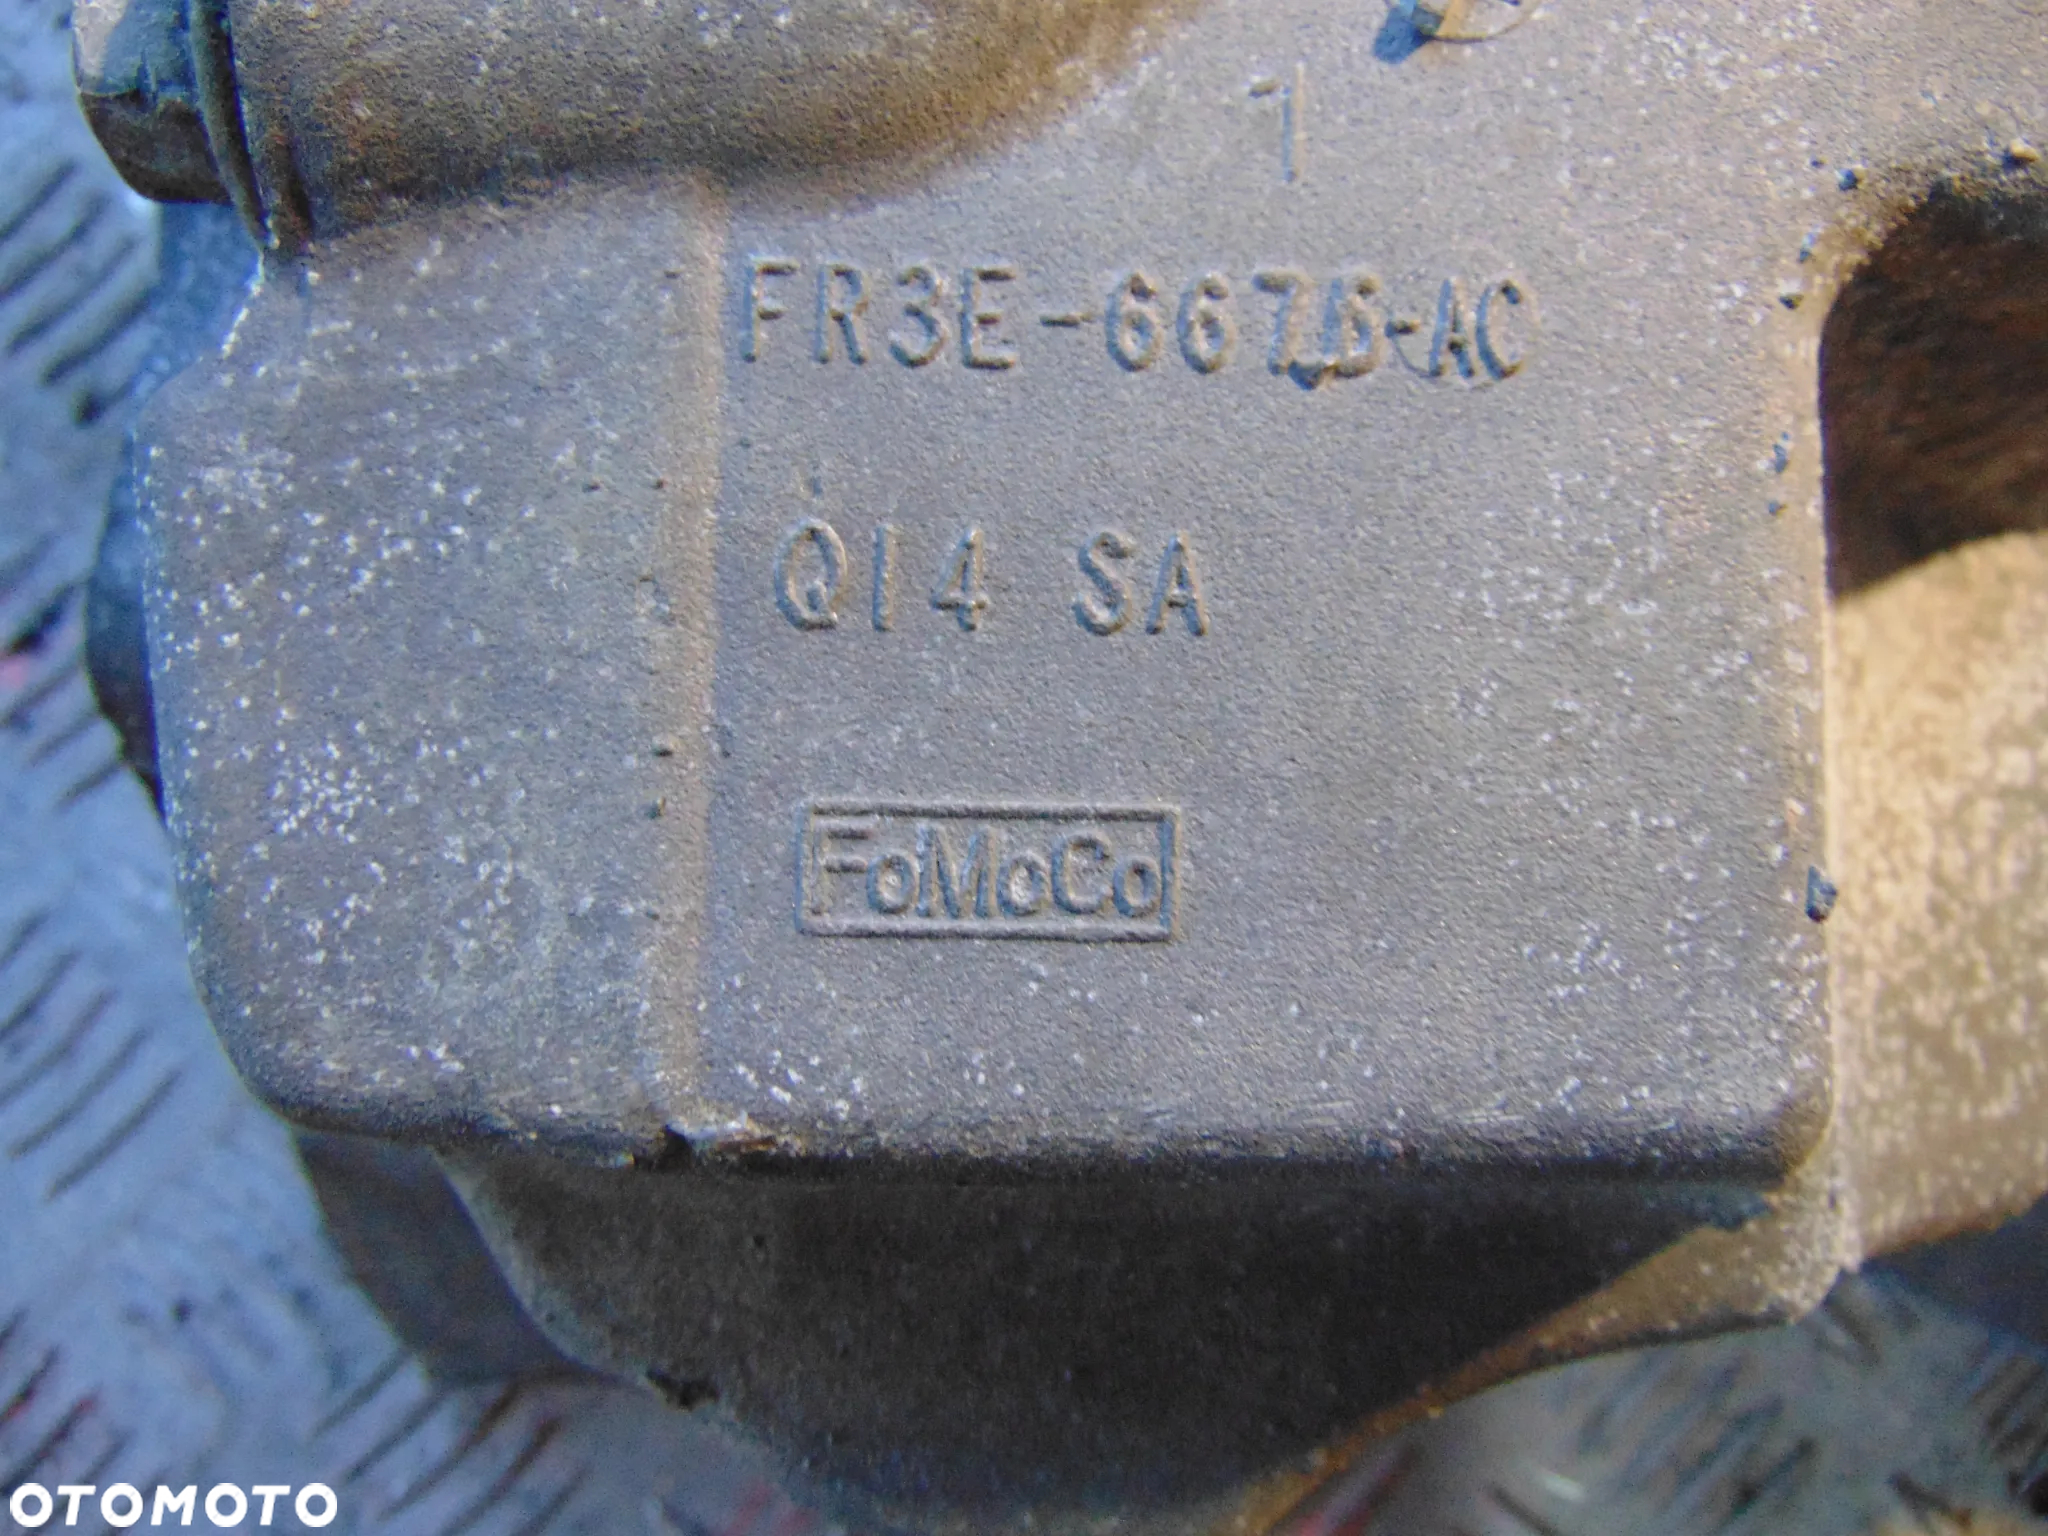 1
FR3E-6675-AC
Q14 SA
FoMoCo
OTOMOTO